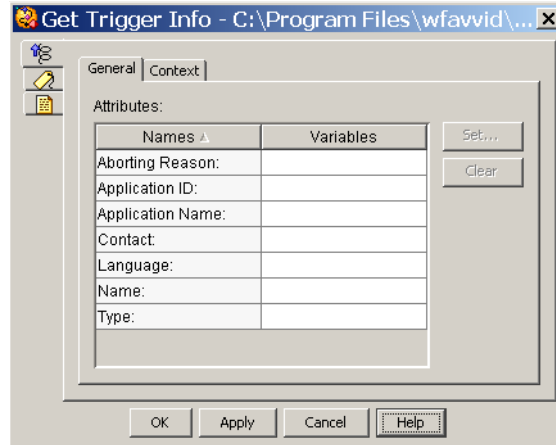 Get Trigger Info - C:\Program Files\wfavvid\...
General Context
Attributes:
Names Variables
Set...
Aborting Reason:
Clear
Application ID:
Application Name:
Contact:
Language:
Name:
Type:
OK Apply Cancel Help